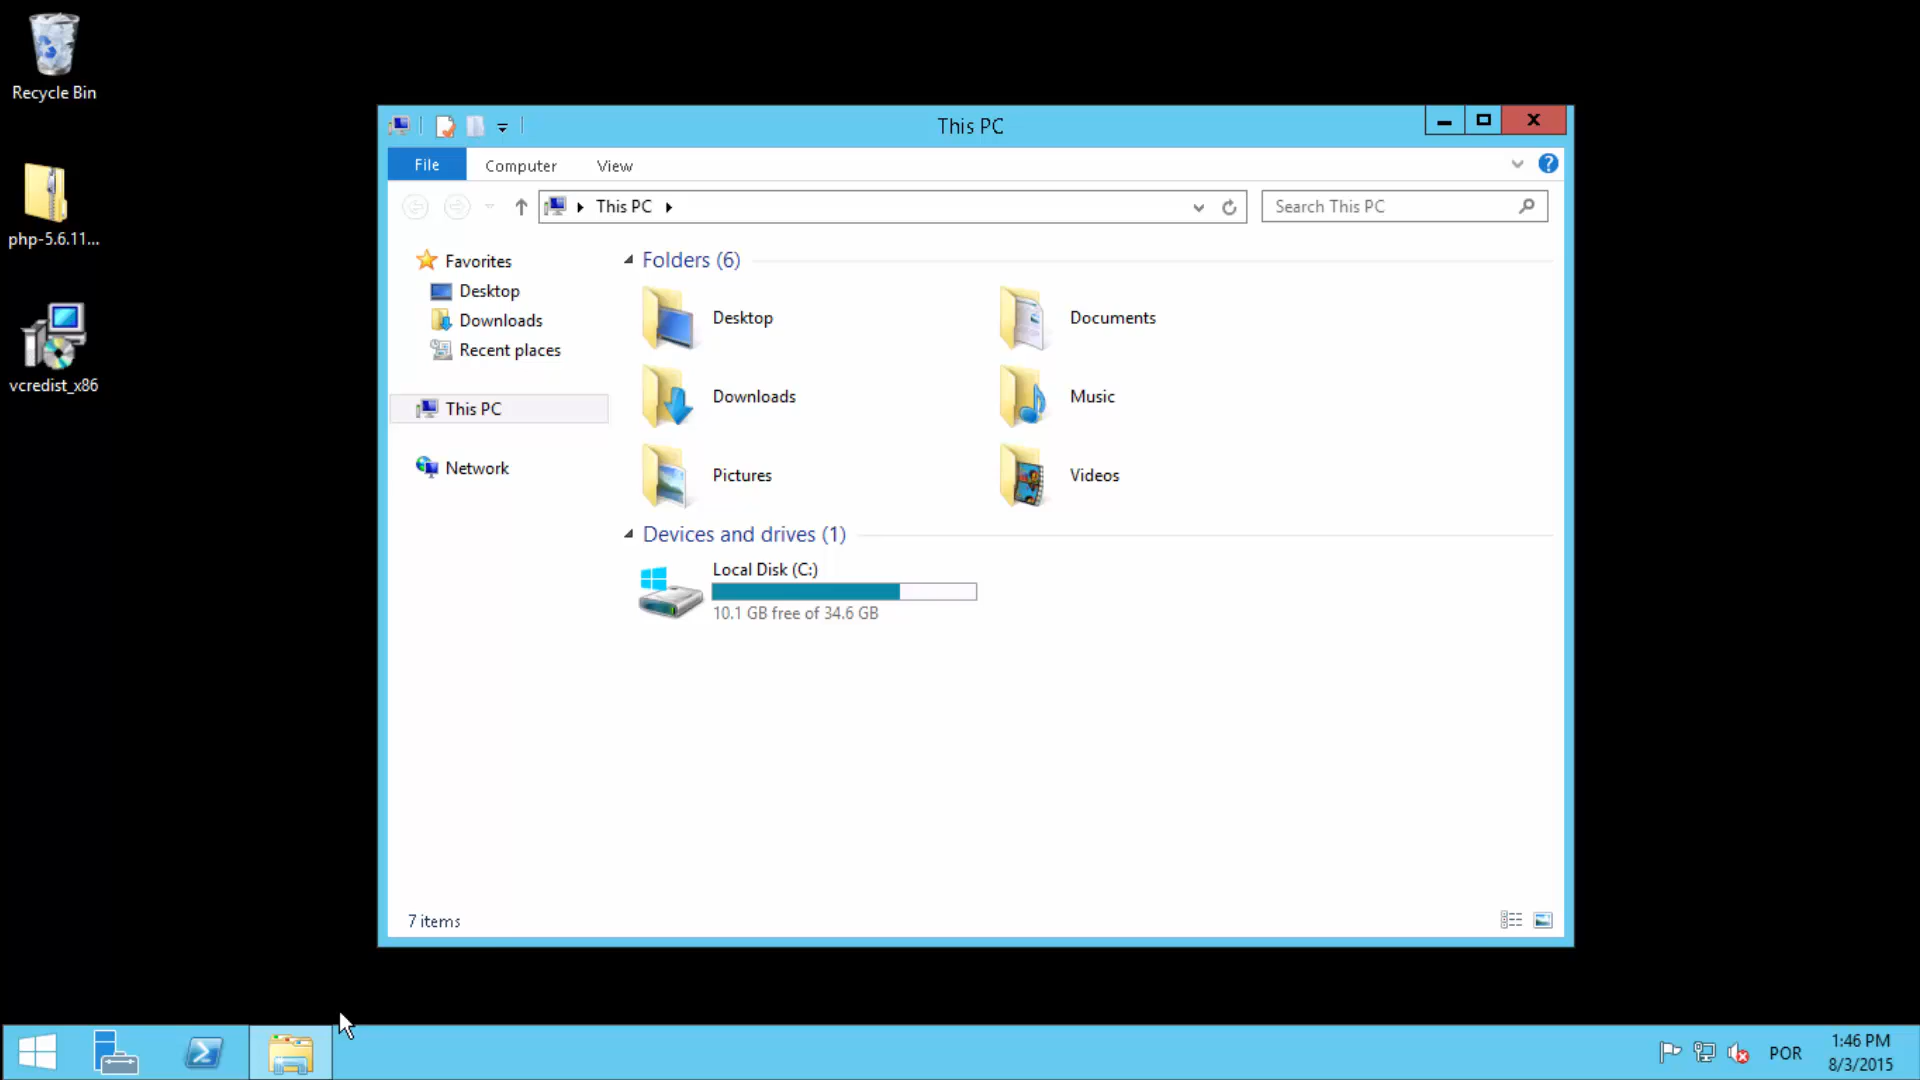 Recycle Bin
php-5.6.11...
vcredist_x86
This PC
File
Computer
View
This PC
Search This PC
Favorites
Desktop
Downloads
Recent places
This PC
Network
Folders (6)
Desktop
Documents
Downloads
Music
Pictures
Videos
Devices and drives (1)
Local Disk (C:)
10.1 GB free of 34.6 GB
7 items
POR
1:46 PM
8/3/2015